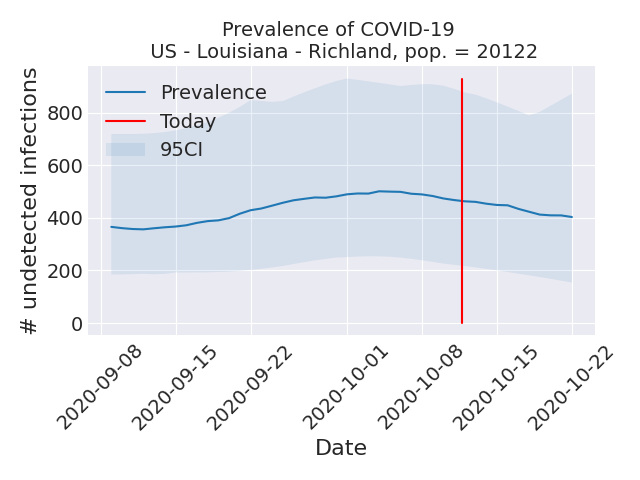 Prevalence of COVID-19
US - Louisiana - Richland, pop. = 20122
# undetected infections
800
600
400
200
0
Prevalence
Today
95CI
2020-09-08
2020-09-15
2020-09-22
2020-10-01
2020-10-08
2020-10-15
2020-10-22
Date